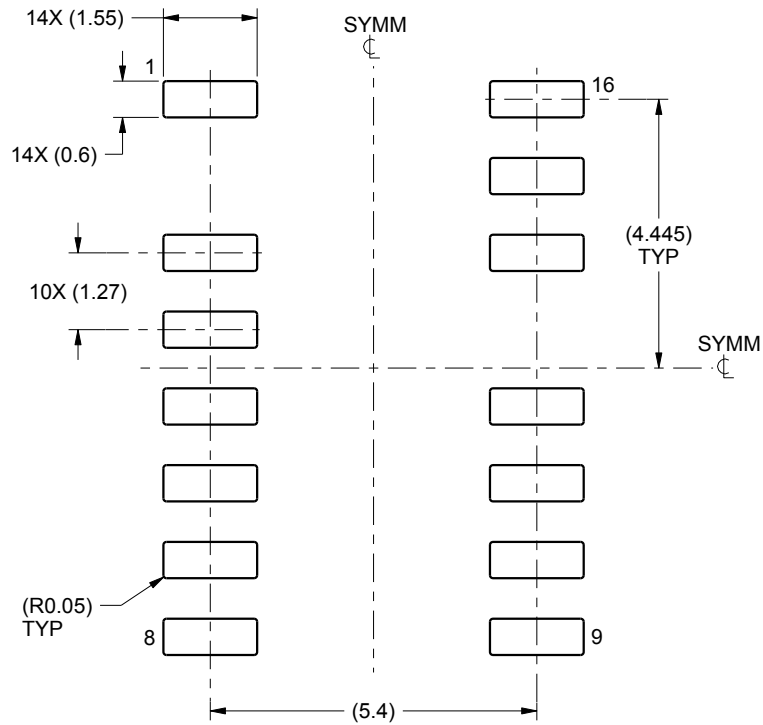 14X (1.55)
SYMM
℄
1
16
14X (0.6)
(4.445)
TYP
10X (1.27)
SYMM
℄
(R0.05)
TYP
8
9
(5.4)